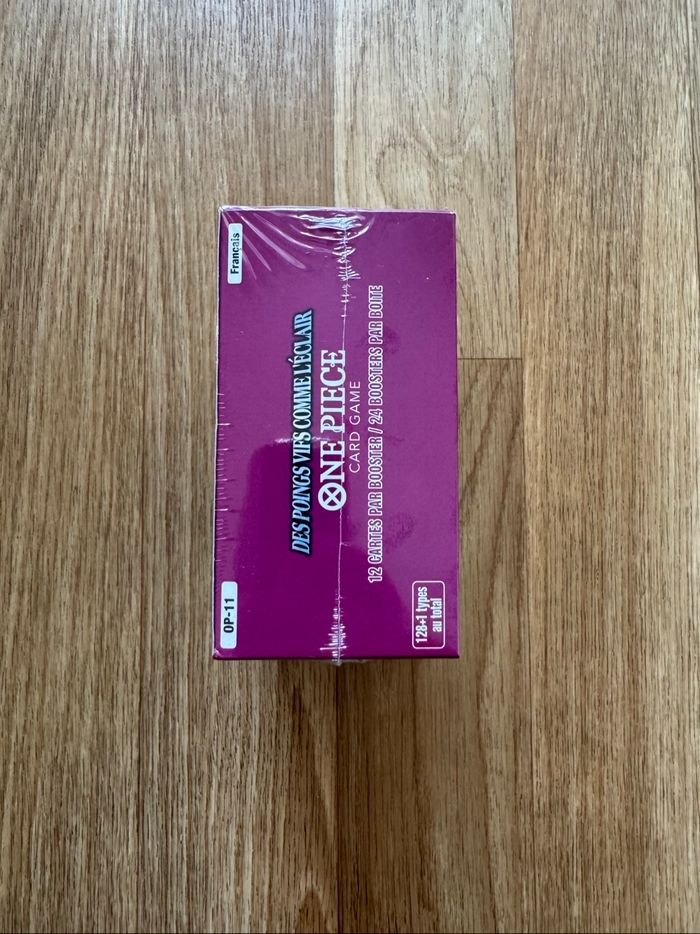 OP-11
Français
DES POINGS VIFS COMME L'ÉCLAIR
ONE PIECE
CARD GAME
12 CARTES PAR BOOSTER / 24 BOOSTERS PAR BOITE
128+1 types
au total